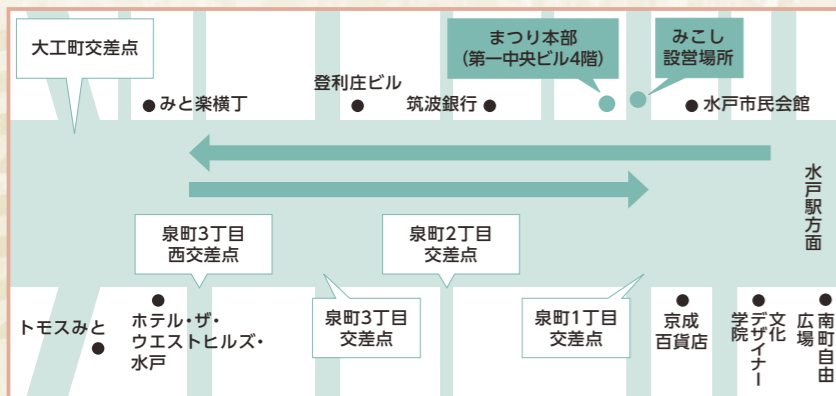 大工町交差点
まつり本部
（第一中央ビル4階）
みこし
設営場所
登利庄ビル
みと楽横丁
筑波銀行
水戸市民会館
水戸駅方面
泉町3丁目
西交差点
泉町2丁目
交差点
泉町3丁目
交差点
泉町1丁目
交差点
トモスみと
ホテル・ザ・
ウエストヒルズ・
水戸
京成
百貨店
文化
デザイナー
学院
南町自由
広場